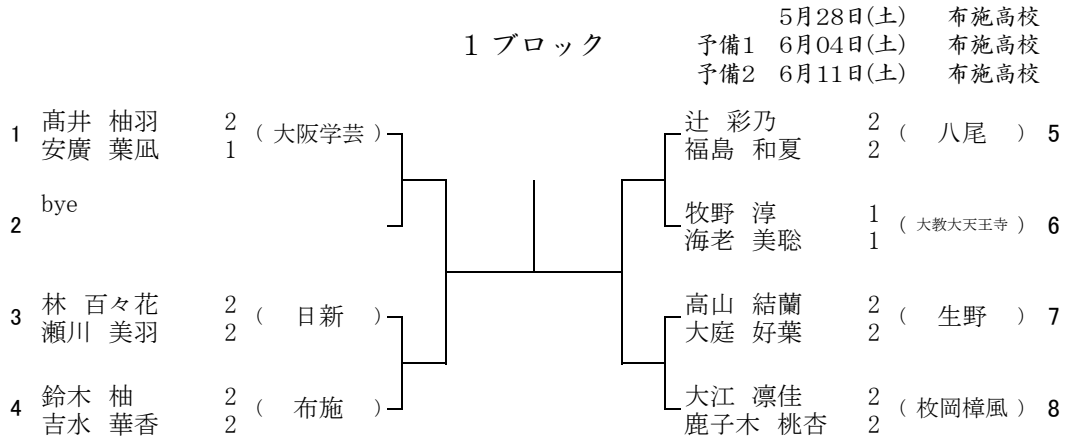 5月28日(土) 布施高校
1 ブロック
予備1 6月04日(土) 布施高校
予備2 6月11日(土) 布施高校
1 髙井 柚羽 2 ( 大阪学芸 )
安廣 葉凪 1
2 bye
3 林 百々花 2 ( 日新 )
瀬川 美羽 2
4 鈴木 柚 2 ( 布施 )
吉水 華香 2
辻 彩乃 2 ( 八尾 ) 5
福島 和夏 2
牧野 淳 1 ( 大教大天王寺 ) 6
海老 美聡 1
高山 結蘭 2 ( 生野 ) 7
大庭 好葉 2
大江 凛佳 2 ( 枚岡樟風 ) 8
鹿子木 桃杏 2